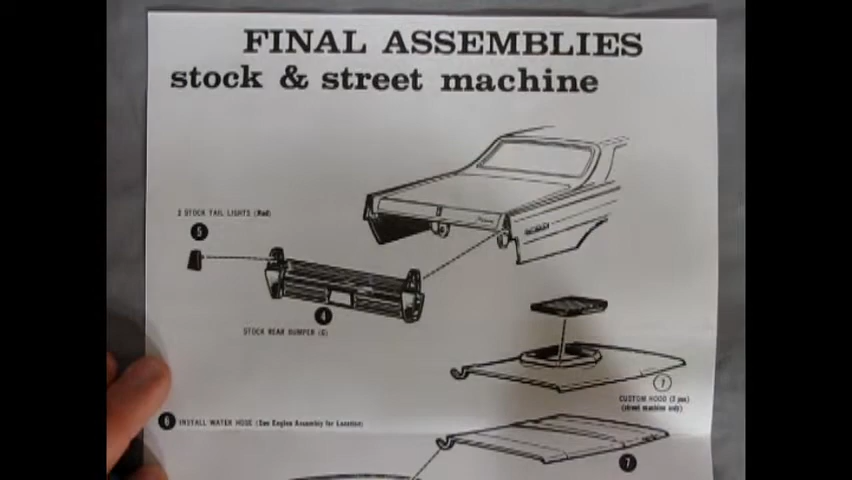 FINAL ASSEMBLIES
stock & street machine
2 STOCK TAIL LIGHTS (Red)
5
4
STOCK REAR BUMPER (C)
7
CUSTOM HOOD (2 pcs)
(street machine only)
6 INSTALL WATER HOSE (See Engine Assembly for Location)
7